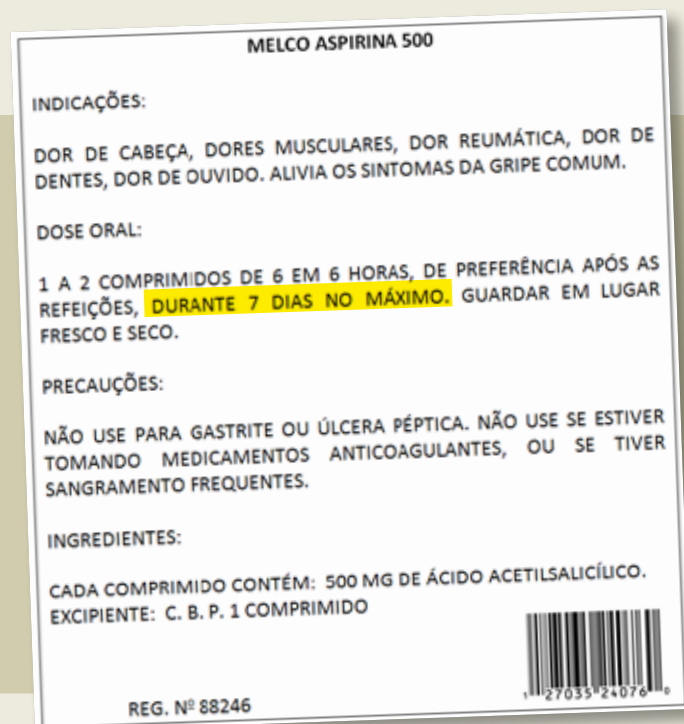 MELCO ASPIRINA 500
INDICAÇÕES:
DOR DE CABEÇA, DORES MUSCULARES, DOR REUMÁTICA, DOR DE
DENTES, DOR DE OUVIDO. ALIVIA OS SINTOMAS DA GRIPE COMUM.
DOSE ORAL:
1 A 2 COMPRIMIDOS DE 6 EM 6 HORAS, DE PREFERÊNCIA APÓS AS
REFEIÇÕES, DURANTE 7 DIAS NO MÁXIMO. GUARDAR EM LUGAR
FRESCO E SECO.
PRECAUÇÕES:
NÃO USE PARA GASTRITE OU ÚLCERA PÉPTICA. NÃO USE SE ESTIVER
TOMANDO MEDICAMENTOS ANTICOAGULANTES, OU SE TIVER
SANGRAMENTO FREQUENTES.
INGREDIENTES:
CADA COMPRIMIDO CONTÉM: 500 MG DE ÁCIDO ACETILSALICÍLICO.
EXCIPIENTE: C. B. P. 1 COMPRIMIDO
REG. Nº 88246
1 27035 24076 0